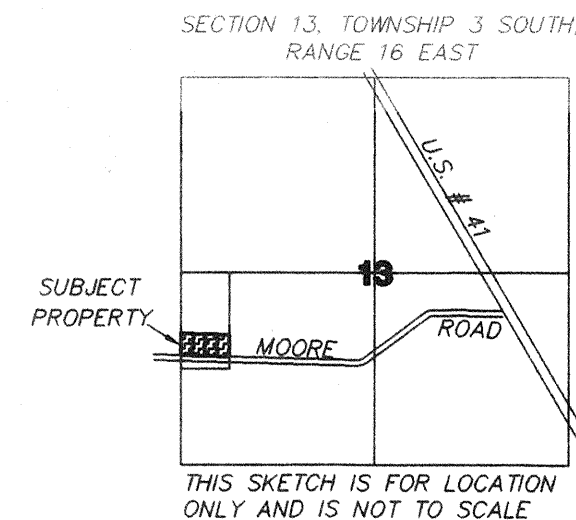 SECTION 13, TOWNSHIP 3 SOUTH,
RANGE 16 EAST
U.S. # 41
13
SUBJECT
PROPERTY
MOORE
ROAD
THIS SKETCH IS FOR LOCATION
ONLY AND IS NOT TO SCALE